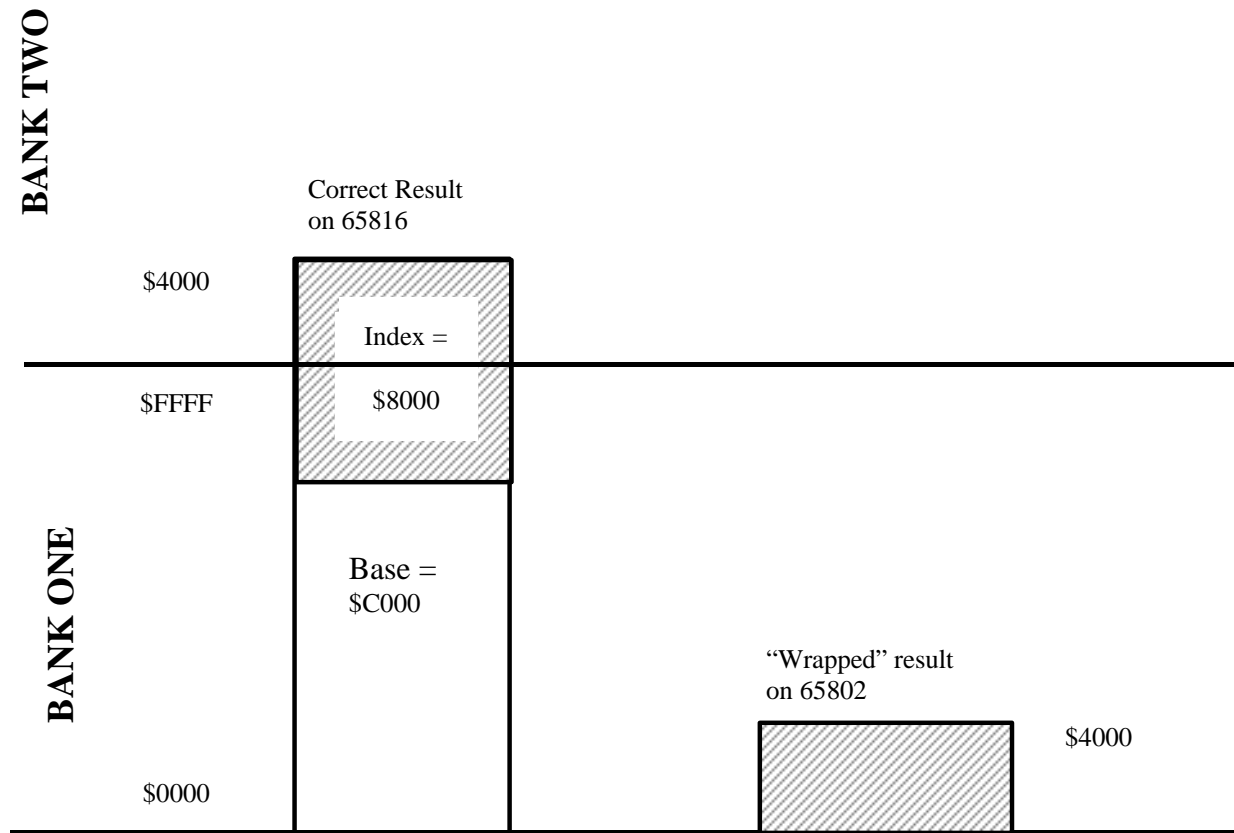 BANK TWO
Correct Result
on 65816
$4000
Index =
$FFFF
$8000
BANK ONE
Base =
$C000
“Wrapped” result
on 65802
$4000
$0000